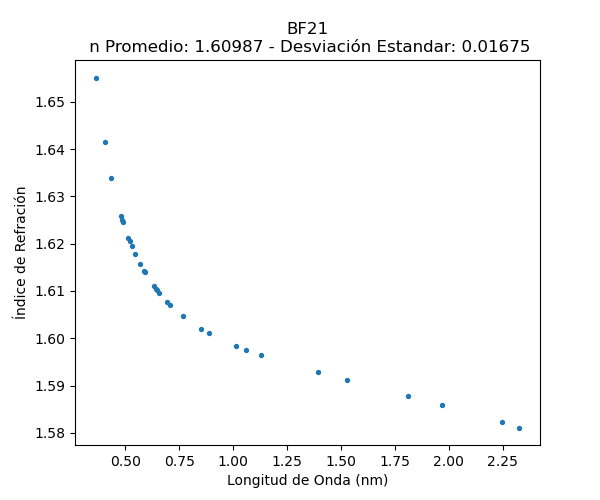 BF21
n Promedio: 1.60987 - Desviación Estandar: 0.01675
1.65
1.64
1.63
1.62
1.61
1.60
1.59
1.58
Índice de Refración
0.50 0.75 1.00 1.25 1.50 1.75 2.00 2.25
Longitud de Onda (nm)